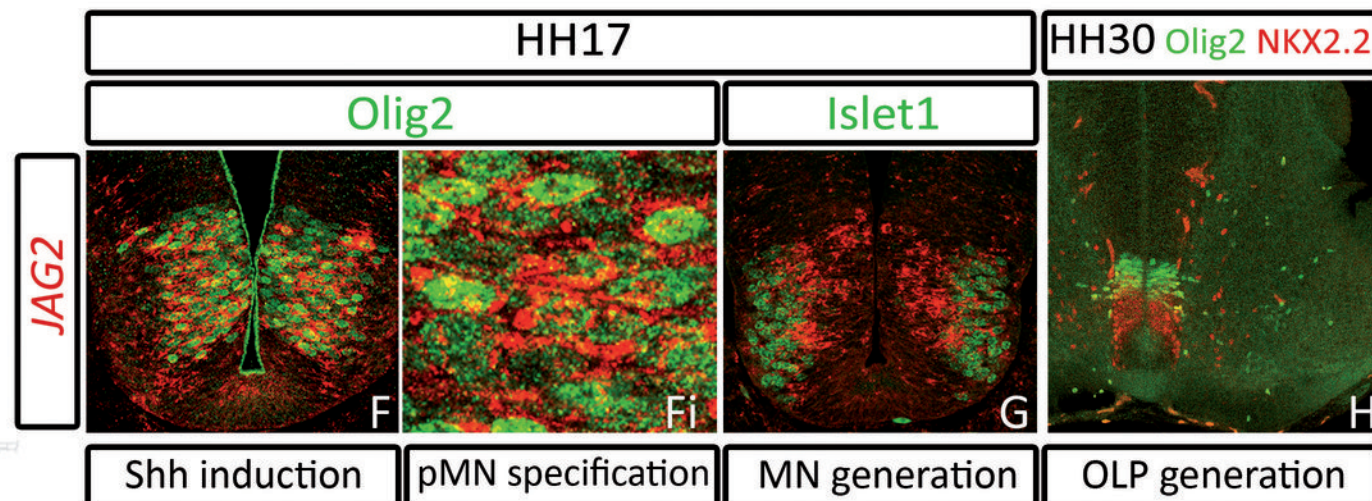 HH17
HH30 Olig2 NKX2.2
Olig2
Islet1
JAG2
F
Fi
G
H
Shh induction
pMN specification
MN generation
OLP generation